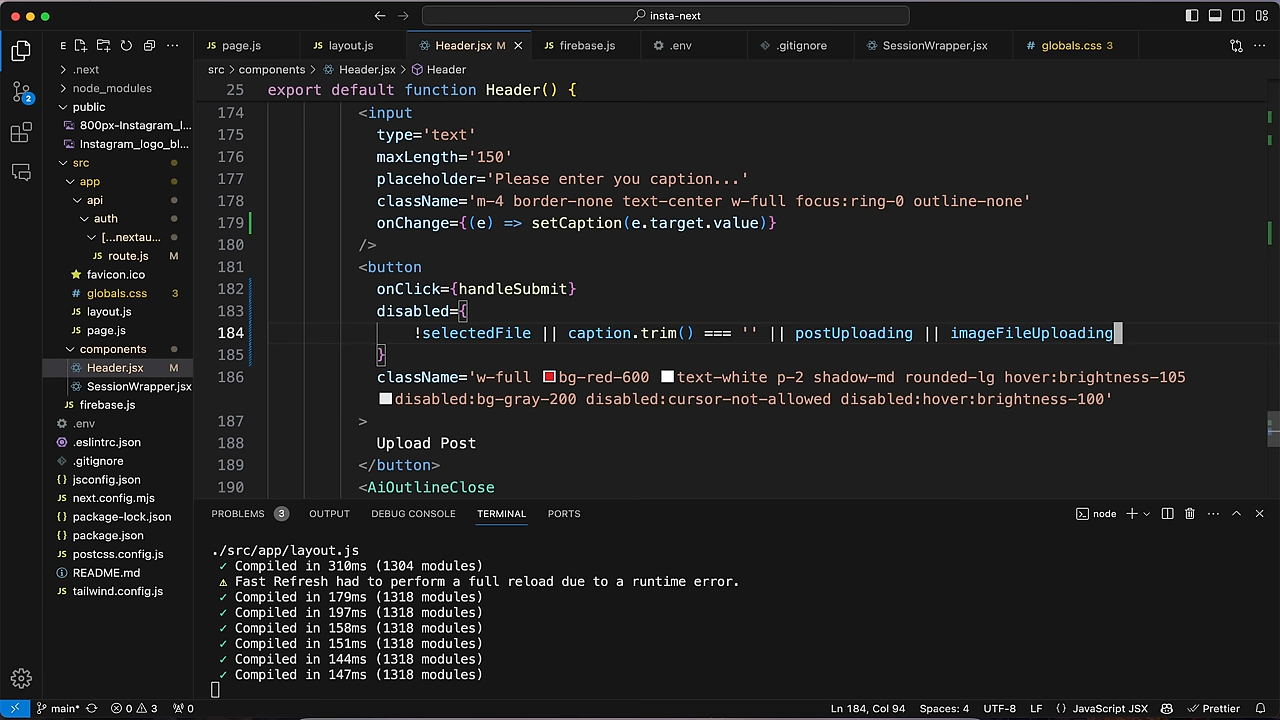 insta-next
E
page.js
layout.js
Header.jsx M
firebase.js
.env
.gitignore
SessionWrapper.jsx
globals.css 3
src > components > Header.jsx > Header
.next
node_modules
public
800px-Instagram_l...
Instagram_logo_bl...
src
app
api
auth
[...nextau...
route.js M
favicon.ico
globals.css 3
layout.js
page.js
components
Header.jsx M
SessionWrapper.jsx
firebase.js
.env
.eslintrc.json
.gitignore
jsconfig.json
next.config.mjs
package-lock.json
package.json
postcss.config.js
README.md
tailwind.config.js
2
25 export default function Header() {
174 <input
175 type='text'
176 maxLength='150'
177 placeholder='Please enter you caption...'
178 className='m-4 border-none text-center w-full focus:ring-0 outline-none'
179 onChange={(e) => setCaption(e.target.value)}
180 />
181 <button
182 onClick={handleSubmit}
183 disabled={
184 !selectedFile || caption.trim() === '' || postUploading || imageFileUploading
185 }
186 className='w-full bg-red-600 text-white p-2 shadow-md rounded-lg hover:brightness-105
disabled:bg-gray-200 disabled:cursor-not-allowed disabled:hover:brightness-100'
187 >
188 Upload Post
189 </button>
190 <AiOutlineClose
PROBLEMS 3 OUTPUT DEBUG CONSOLE TERMINAL PORTS
node
./src/app/layout.js
✓ Compiled in 310ms (1304 modules)
⚠ Fast Refresh had to perform a full reload due to a runtime error.
✓ Compiled in 179ms (1318 modules)
✓ Compiled in 197ms (1318 modules)
✓ Compiled in 158ms (1318 modules)
✓ Compiled in 151ms (1318 modules)
✓ Compiled in 144ms (1318 modules)
✓ Compiled in 147ms (1318 modules)
main* 0 3 0
Ln 184, Col 94 Spaces: 4 UTF-8 LF {} JavaScript JSX Prettier